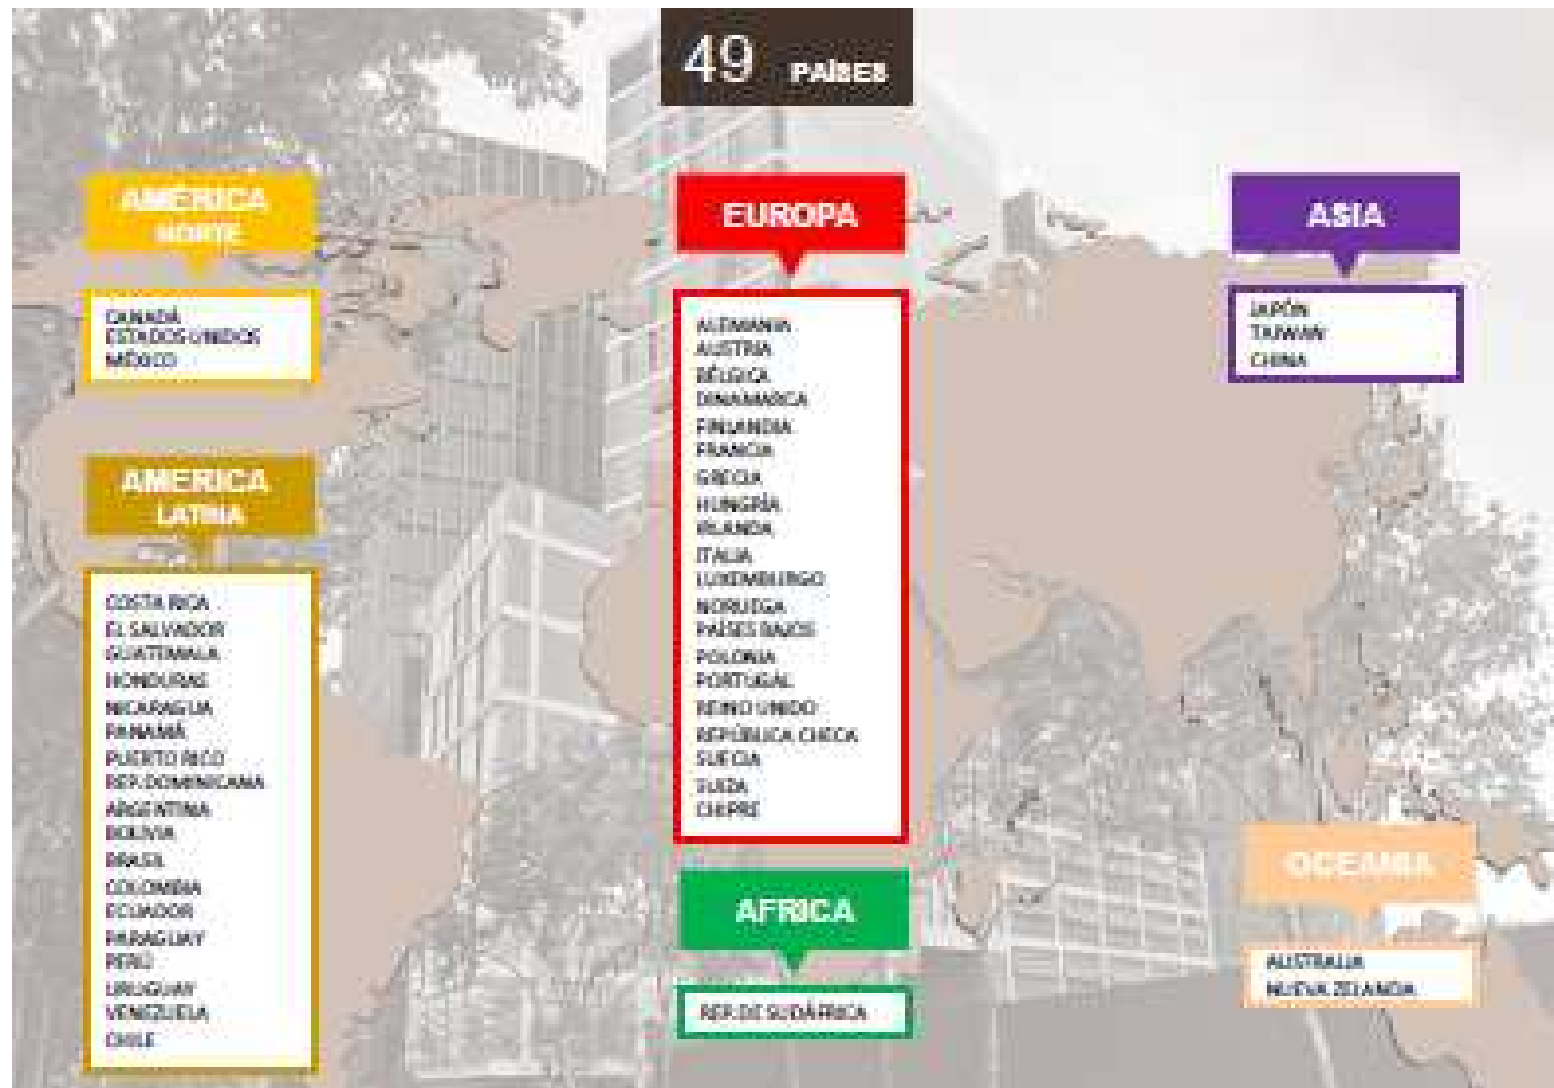 49 PAÍSES
AMÉRICA
NORTE
CANADÁ
ESTADOS UNIDOS
MÉXICO
AMERICA
LATINA
COSTA RICA
EL SALVADOR
GUATEMALA
HONDURAS
NICARAGUA
PANAMÁ
PUERTO RICO
REP.DOMINICANA
ARGENTINA
BOLIVIA
BRASIL
COLOMBIA
ECUADOR
PARAGUAY
PERÚ
URUGUAY
VENEZUELA
CHILE
EUROPA
ALEMANIA
AUSTRIA
BÉLGICA
DINAMARCA
FINLANDIA
FRANCIA
GRECIA
HUNGRÍA
IRLANDA
ITALIA
LUXEMBURGO
NORUEGA
PAÍSES BAJOS
POLONIA
PORTUGAL
REINO UNIDO
REPÚBLICA CHECA
SUECIA
SUIZA
CHIPRE
AFRICA
REP.DE SUDÁFRICA
ASIA
JAPÓN
TAIWAN
CHINA
OCEANIA
AUSTRALIA
NUEVA ZELANDA